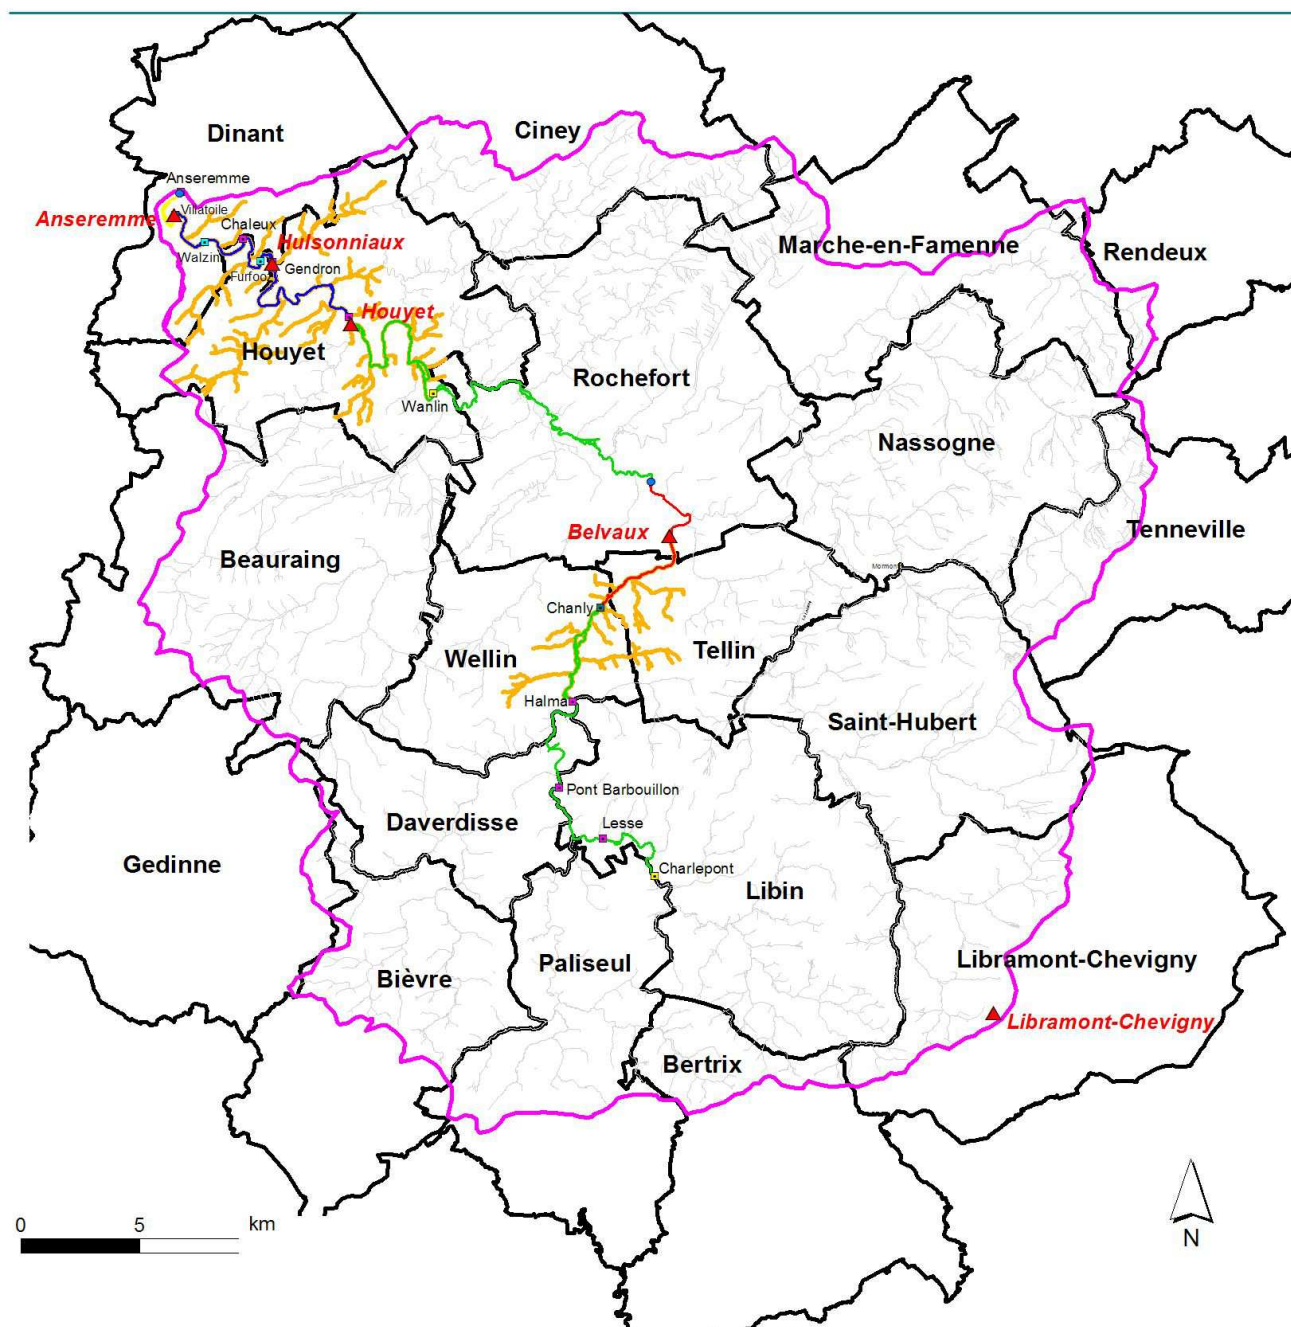 Ciney
Dinant
Anseremme
Villatoile
Anseremme
Chaleux
Hulsonniaux
Marche-en-Famenne
Rendeux
Walzin
Furfooz
Gendron
Houyet
Houyet
Rochefort
Wanlin
Nassogne
Tenneville
Belvaux
Beauraing
Chanly
Wellin
Tellin
Halma
Saint-Hubert
Pont Barbouillon
Daverdisse
Lesse
Gedinne
Charlepont
Libin
Libramont-Chevigny
Paliseul
Bièvre
Libramont-Chevigny
Bertrix
0 5 km
N